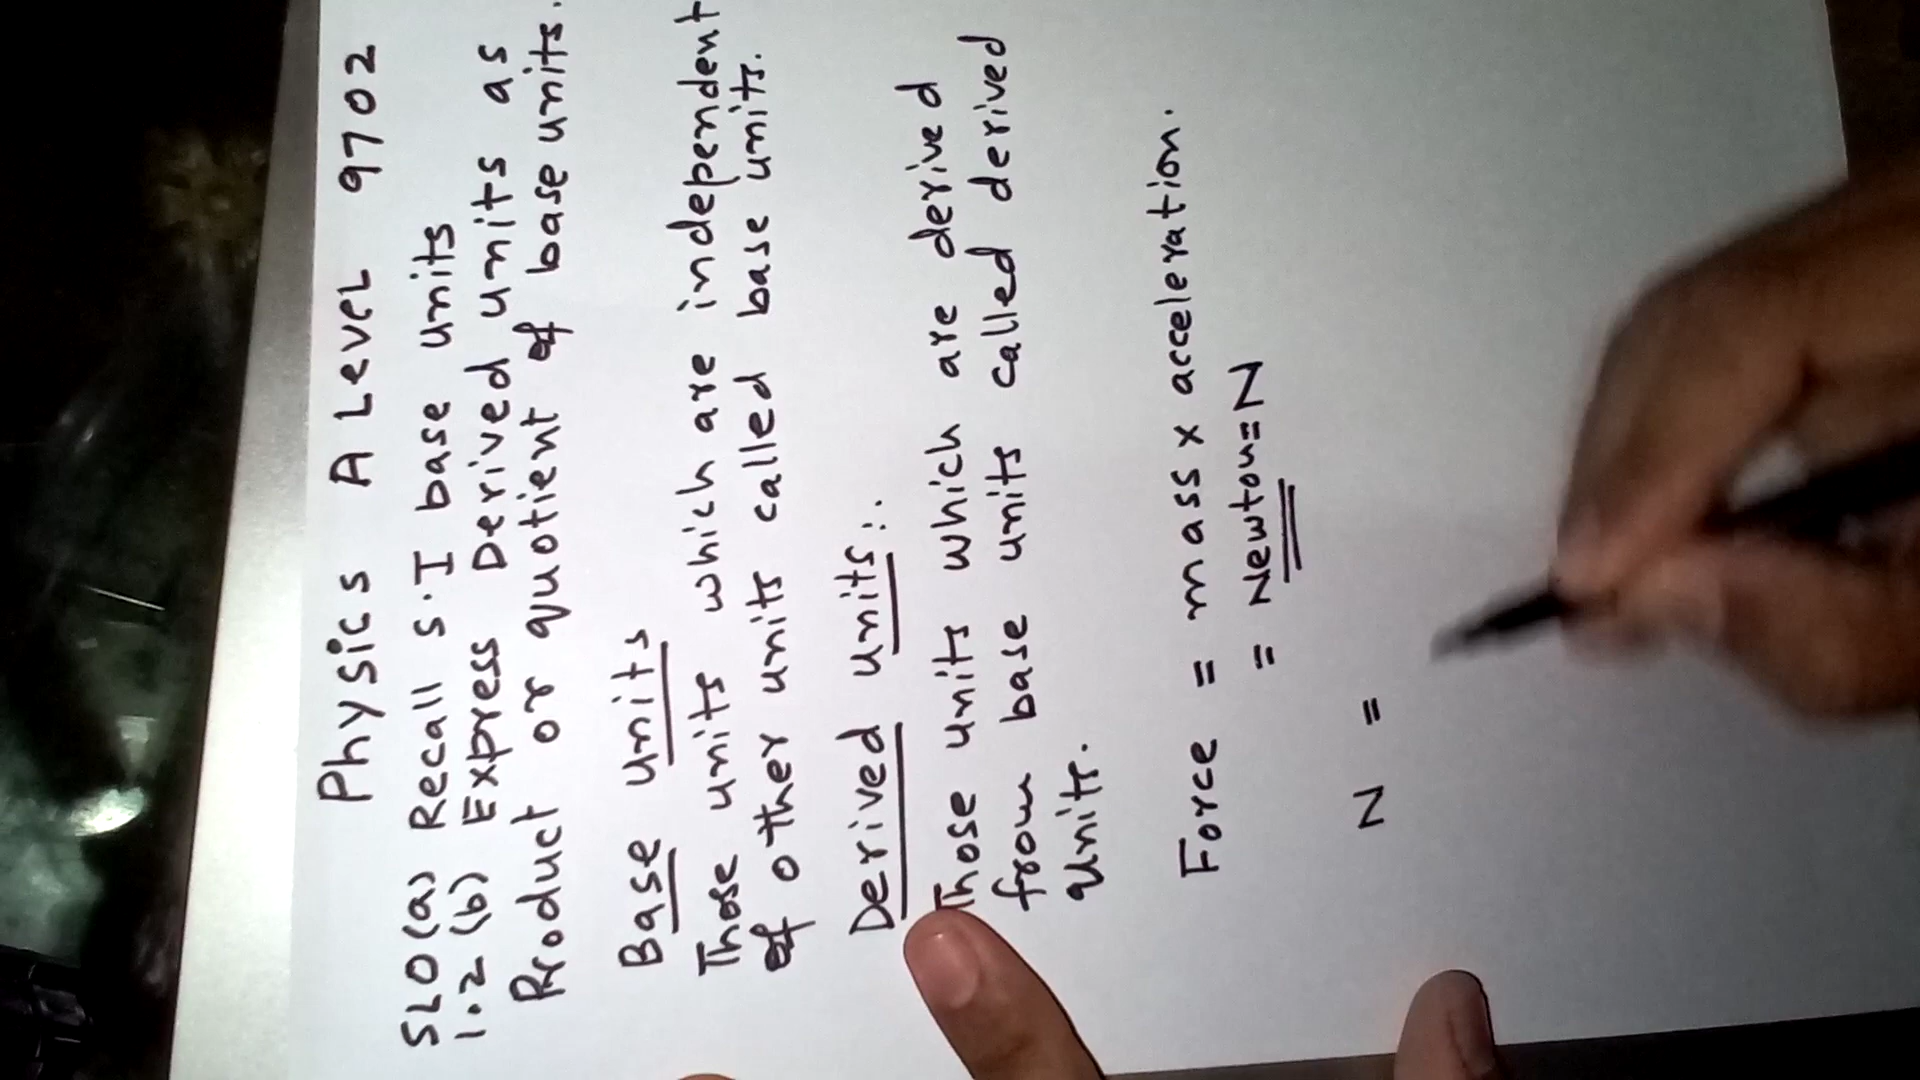 Physics A Level 9702
SLO (a) Recall S.I base units
1.2 (b) Express Derived units as
Product or quotient of base units.
Base units
Those units which are independent
of other units called base units.
Derived units:.
Those units which are derived
from base units called derived
units.
Force = mass x acceleration.
= Newton = N
N =